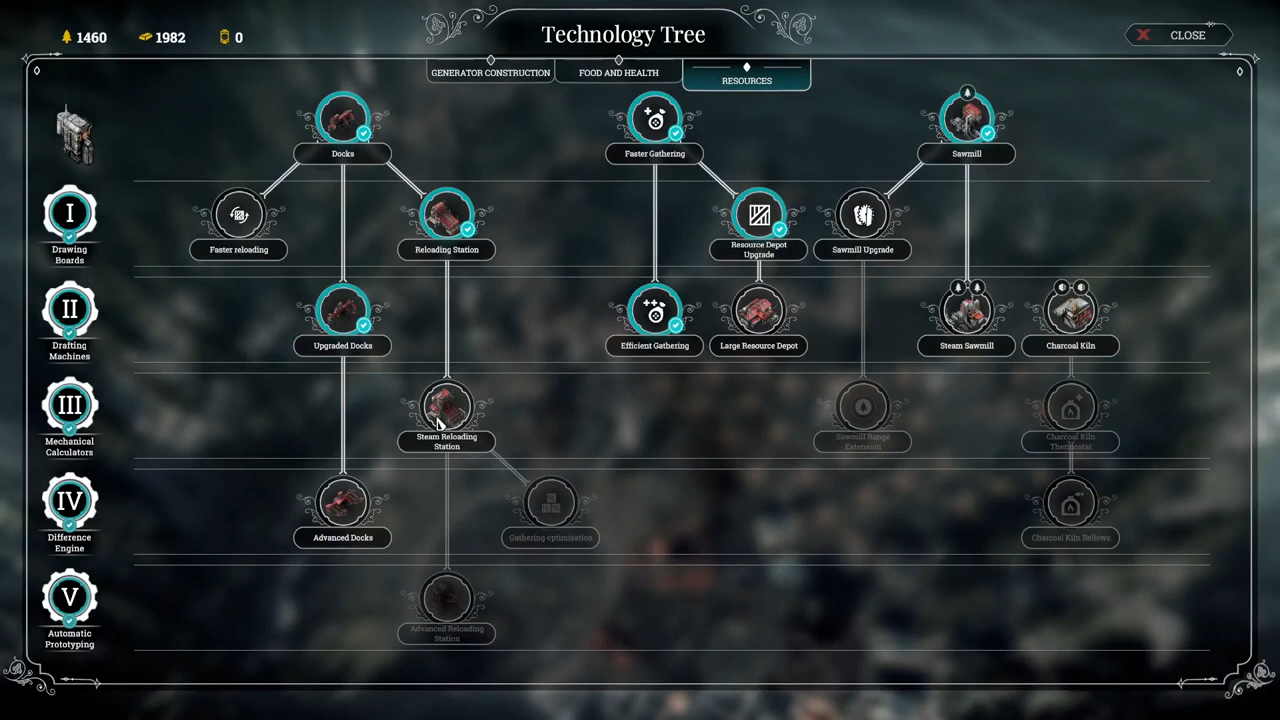 1460
1982
0
Technology Tree
CLOSE
GENERATOR CONSTRUCTION
FOOD AND HEALTH
RESOURCES
Docks
Faster Gathering
Sawmill
I
Drawing
Boards
Faster reloading
Reloading Station
Resource Depot
Upgrade
Sawmill Upgrade
II
Drafting
Machines
Upgraded Docks
Efficient Gathering
Large Resource Depot
Steam Sawmill
Charcoal Kiln
III
Mechanical
Calculators
Steam Reloading
Station
Sawmill Range
Extension
Charcoal Kiln
Thermostat
IV
Difference
Engine
Advanced Docks
Gathering optimisation
Charcoal Kiln Bellows
V
Automatic
Prototyping
Advanced Reloading
Station